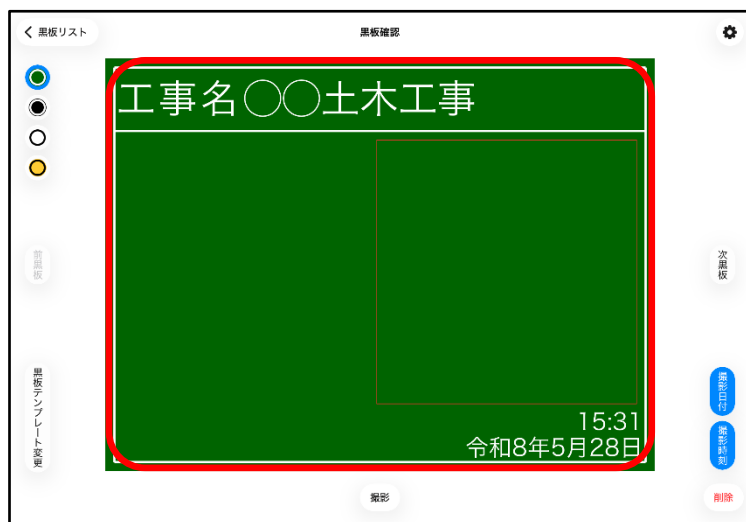 黒板リスト
黒板確認
工事名○○土木工事
前黒板
次黒板
黒板テンプレート変更
撮影日付
撮影時刻
15:31
令和8年5月28日
撮影
削除